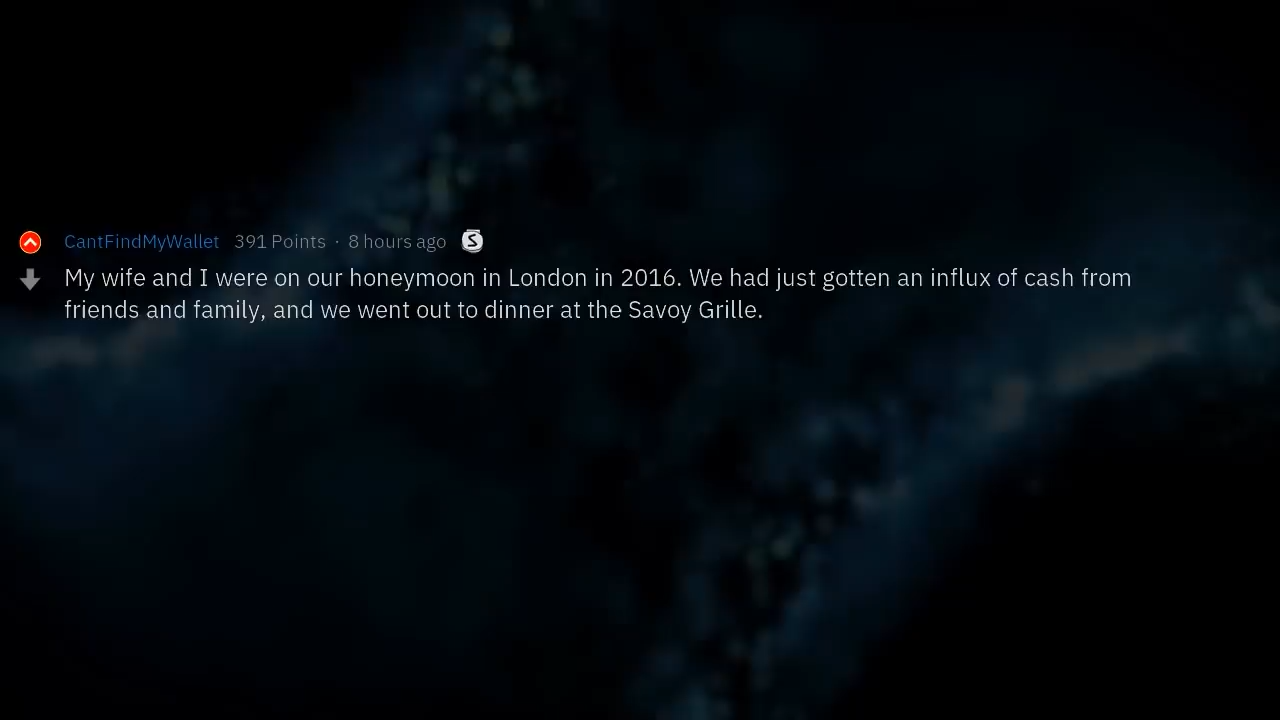 CantFindMyWallet 391 Points · 8 hours ago S
My wife and I were on our honeymoon in London in 2016. We had just gotten an influx of cash from
friends and family, and we went out to dinner at the Savoy Grille.